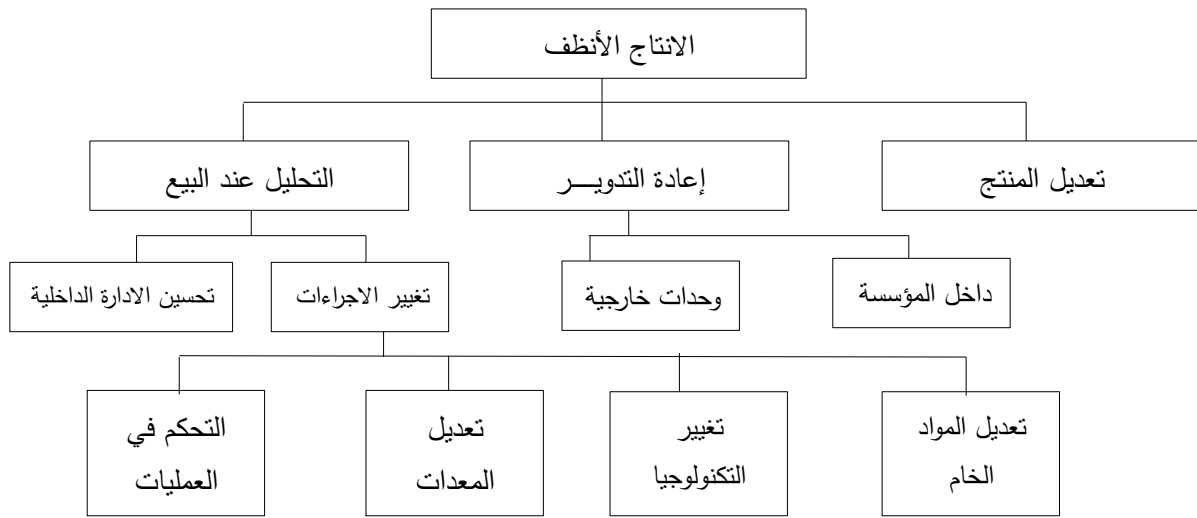 الانتاج الأنظف
تعديل المنتج
إعادة التدويـــر
التحليل عند البيع
داخل المؤسسة
وحدات خارجية
تغيير الاجراءات
تحسين الادارة الداخلية
تعديل المواد
الخام
تغيير
التكنولوجيا
تعديل
المعدات
التحكم في
العمليات